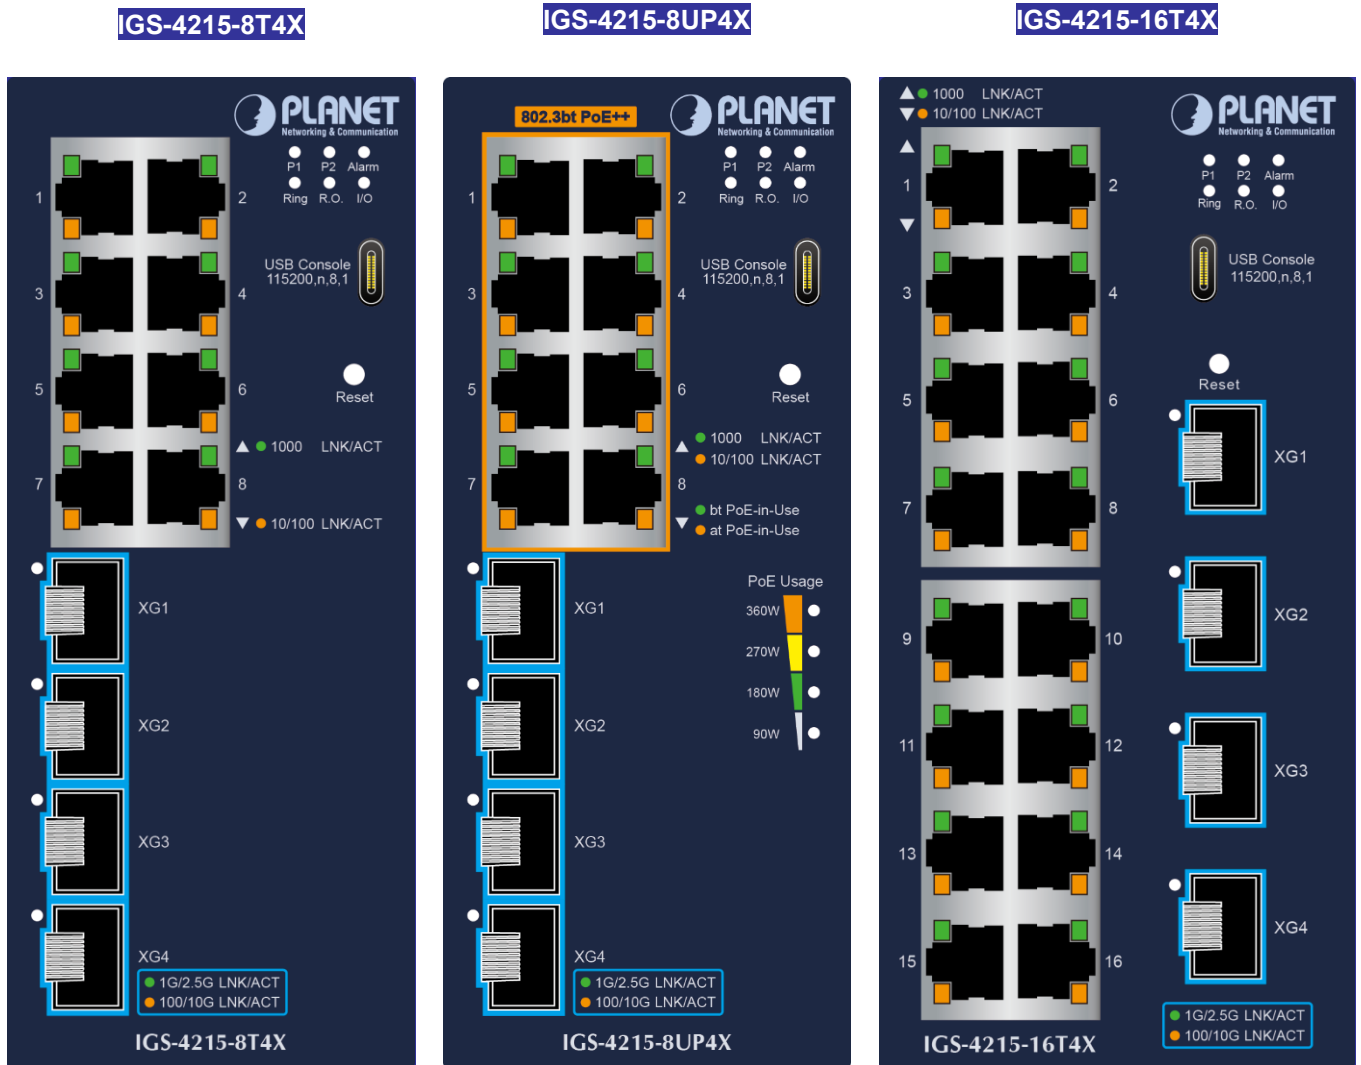 IGS-4215-8T4X
IGS-4215-8UP4X
IGS-4215-16T4X
PLANET
Networking & Communication
P1 P2 Alarm
Ring R.O. I/O
1 2
USB Console
115200,n,8,1
3 4
Reset
5 6
1000 LNK/ACT
7 8
10/100 LNK/ACT
XG1
XG2
XG3
XG4
1G/2.5G LNK/ACT
100/10G LNK/ACT
IGS-4215-8T4X
802.3bt PoE++
PLANET
Networking & Communication
P1 P2 Alarm
Ring R.O. I/O
1 2
USB Console
115200,n,8,1
3 4
Reset
5 6
1000 LNK/ACT
10/100 LNK/ACT
7 8
bt PoE-in-Use
at PoE-in-Use
PoE Usage
360W
270W
180W
90W
XG1
XG2
XG3
XG4
1G/2.5G LNK/ACT
100/10G LNK/ACT
IGS-4215-8UP4X
1000 LNK/ACT
10/100 LNK/ACT
PLANET
Networking & Communication
P1 P2 Alarm
Ring R.O. I/O
1 2
USB Console
115200,n,8,1
3 4
Reset
5 6
7 8
9 10
11 12
13 14
15 16
XG1
XG2
XG3
XG4
1G/2.5G LNK/ACT
100/10G LNK/ACT
IGS-4215-16T4X